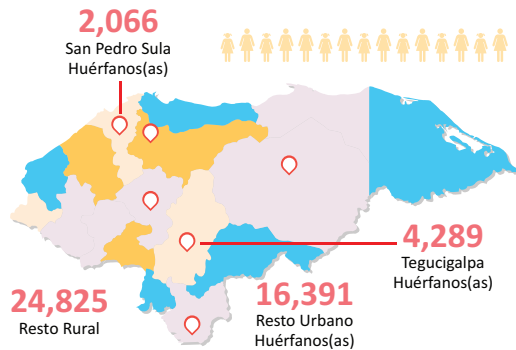 2,066
San Pedro Sula
Huérfanos(as)
4,289
Tegucigalpa
Huérfanos(as)
24,825
Resto Rural
16,391
Resto Urbano
Huérfanos(as)